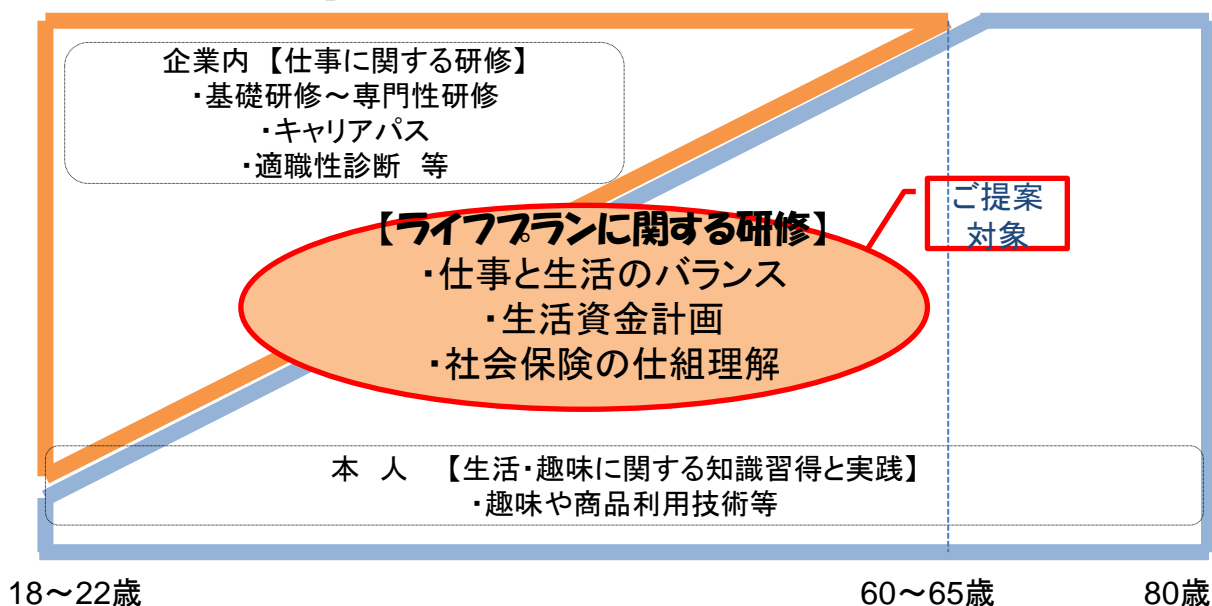 企業内 【仕事に関する研修】
・基礎研修～専門性研修
・キャリアパス
・適職性診断 等
ご提案
対象
【ライフプランに関する研修】
・仕事と生活のバランス
・生活資金計画
・社会保険の仕組理解
本 人 【生活・趣味に関する知識習得と実践】
・趣味や商品利用技術等
18～22歳
60～65歳
80歳